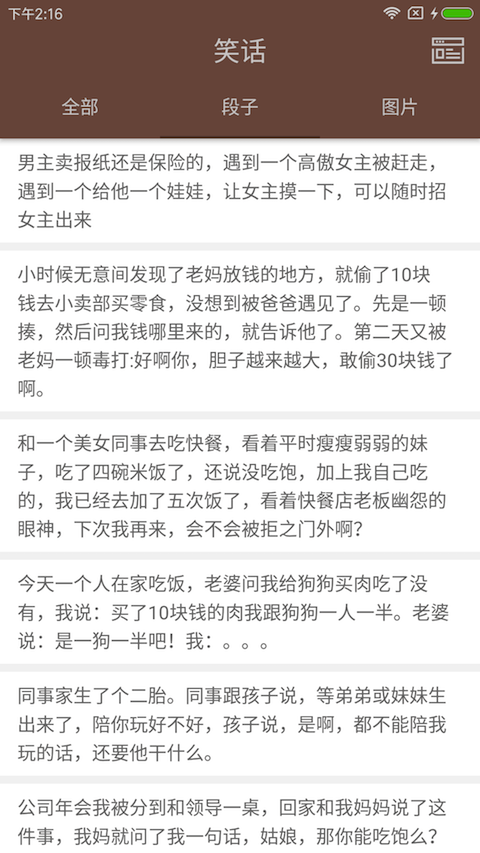 下午2:16
笑话
全部
段子
图片
男主卖报纸还是保险的，遇到一个高傲女主被赶走，
遇到一个给他一个娃娃，让女主摸一下，可以随时招
女主出来
小时候无意间发现了老妈放钱的地方，就偷了10块
钱去小卖部买零食，没想到被爸爸遇见了。先是一顿
揍，然后问我钱哪里来的，就告诉他了。第二天又被
老妈一顿毒打:好啊你，胆子越来越大，敢偷30块钱了
啊。
和一个美女同事去吃快餐，看着平时瘦瘦弱弱的妹
子，吃了四碗米饭了，还说没吃饱，加上我自己吃
的，我已经去加了五次饭了，看着快餐店老板幽怨的
眼神，下次我再来，会不会被拒之门外啊？
今天一个人在家吃饭，老婆问我给狗狗买肉吃了没
有，我说：买了10块钱的肉我跟狗狗一人一半。老婆
说：是一狗一半吧！我：。。。
同事家生了个二胎。同事跟孩子说，等弟弟或妹妹生
出来了，陪你玩好不好，孩子说，是啊，都不能陪我
玩的话，还要他干什么。
公司年会我被分到和领导一桌，回家和我妈妈说了这
件事，我妈就问了我一句话，姑娘，那你能吃饱么？